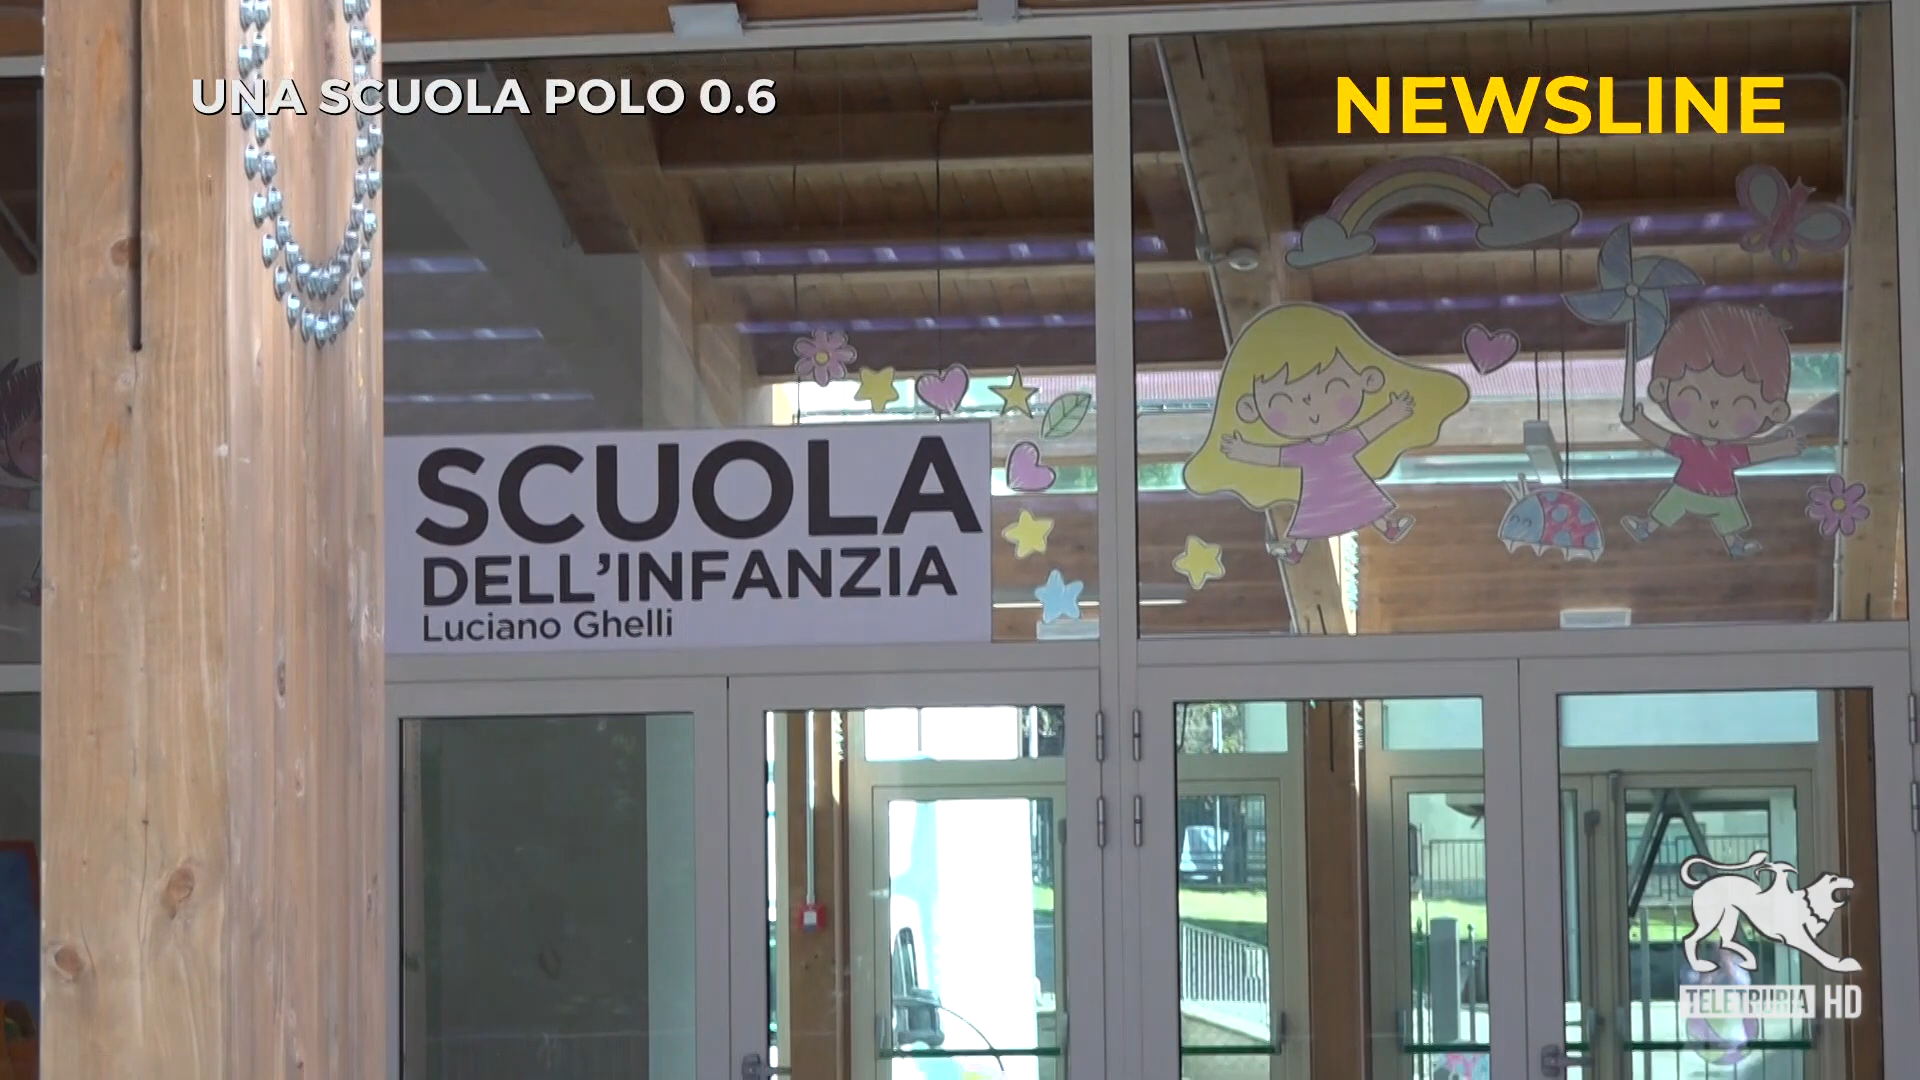 UNA SCUOLA POLO 0.6
NEWSLINE
SCUOLA
DELL'INFANZIA
Luciano Ghelli
TELETRURIA HD